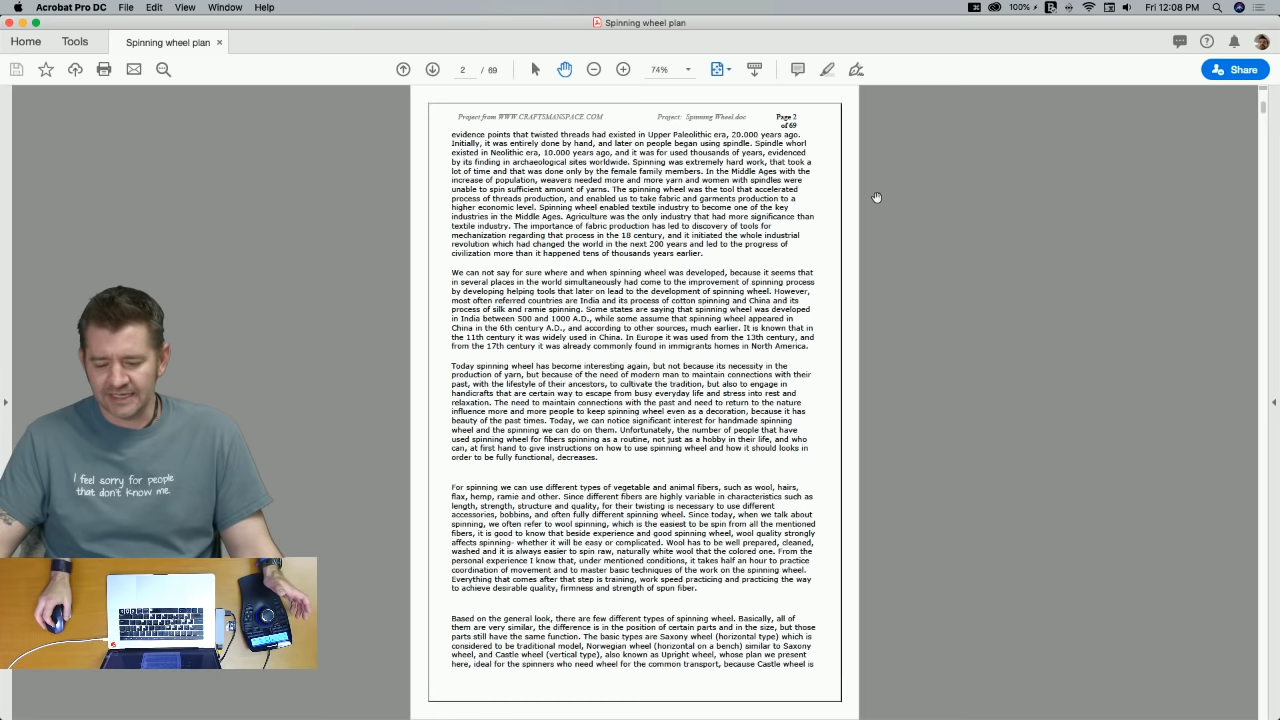 Acrobat Pro DC File Edit View Window Help 100% Fri 12:08 PM
Spinning wheel plan
Home Tools Spinning wheel plan ×
2 / 69 74% Share
Project from WWW.CRAFTSMANSPACE.COM Project: Spinning Wheel.doc Page 2
of 69
evidence points that twisted threads had existed in Upper Paleolithic era, 20.000 years ago.
Initially, it was entirely done by hand, and later on people began using spindle. Spindle whorl
existed in Neolithic era, 10.000 years ago, and it was for used thousands of years, evidenced
by its finding in archaeological sites worldwide. Spinning was extremely hard work, that took a
lot of time and that was done only by the female family members. In the Middle Ages with the
increase of population, weavers needed more and more yarn and women with spindles were
unable to spin sufficient amount of yarns. The spinning wheel was the tool that accelerated
process of threads production, and enabled us to take fabric and garments production to a
higher economic level. Spinning wheel enabled textile industry to become one of the key
industries in the Middle Ages. Agriculture was the only industry that had more significance than
textile industry. The importance of fabric production has led to discovery of tools for
mechanization regarding that process in the 18 century, and it initiated the whole industrial
revolution which had changed the world in the next 200 years and led to the progress of
civilization more than it happened tens of thousands years earlier.
We can not say for sure where and when spinning wheel was developed, because it seems that
in several places in the world simultaneously had come to the improvement of spinning process
by developing helping tools that later on lead to the development of spinning wheel. However,
most often referred countries are India and its process of cotton spinning and China and its
process of silk and ramie spinning. Some states are saying that spinning wheel was developed
in India between 500 and 1000 A.D., while some assume that spinning wheel appeared in
China in the 6th century A.D., and according to other sources, much earlier. It is known that in
the 11th century it was widely used in China. In Europe it was used from the 13th century, and
from the 17th century it was already commonly found in immigrants homes in North America.
Today spinning wheel has become interesting again, but not because its necessity in the
production of yarn, but because of the need of modern man to maintain connections with their
past, with the lifestyle of their ancestors, to cultivate the tradition, but also to engage in
handicrafts that are certain way to escape from busy everyday life and stress into rest and
relaxation. The need to maintain connections with the past and need to return to the nature
influence more and more people to keep spinning wheel even as a decoration, because it has
beauty of the past times. Today, we can notice significant interest for handmade spinning
wheel and the spinning we can do on them. Unfortunately, the number of people that have
used spinning wheel for fibers spinning as a routine, not just as a hobby in their life, and who
can, at first hand to give instructions on how to use spinning wheel and how it should looks in
order to be fully functional, decreases.
For spinning we can use different types of vegetable and animal fibers, such as wool, hairs,
flax, hemp, ramie and other. Since different fibers are highly variable in characteristics such as
length, strength, structure and quality, for their twisting is necessary to use different
accessories, bobbins, and often fully different spinning wheel. Since today, when we talk about
spinning, we often refer to wool spinning, which is the easiest to be spin from all the mentioned
fibers, it is good to know that beside experience and good spinning wheel, wool quality strongly
affects spinning- whether it will be easy or complicated. Wool has to be well prepared, cleaned,
washed and it is always easier to spin raw, naturally white wool that the colored one. From the
personal experience I know that, under mentioned conditions, it takes half an hour to practice
coordination of movement and to master basic techniques of the work on the spinning wheel.
Everything that comes after that step is training, work speed practicing and practicing the way
to achieve desirable quality, firmness and strength of spun fiber.
Based on the general look, there are few different types of spinning wheel. Basically, all of
them are very similar, the difference is in the position of certain parts and in the size, but those
parts still have the same function. The basic types are Saxony wheel (horizontal type) which is
considered to be traditional model, Norwegian wheel (horizontal on a bench) similar to Saxony
wheel, and Castle wheel (vertical type), also known as Upright wheel, whose plan we present
here, ideal for the spinners who need wheel for the common transport, because Castle wheel is
I feel sorry for people
that don't know me.